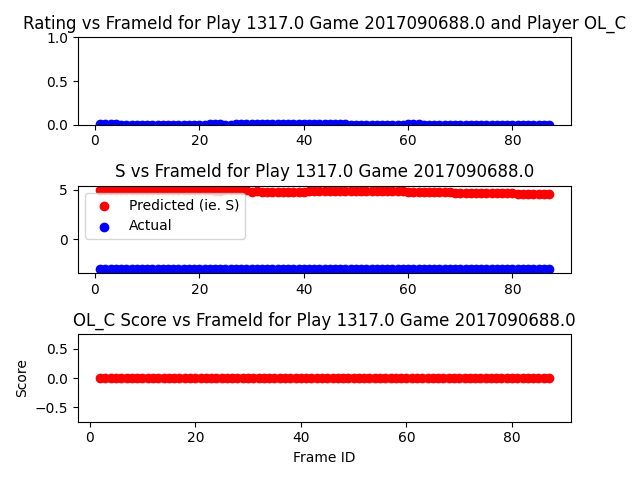 Rating vs FrameId for Play 1317.0 Game 2017090688.0 and Player OL_C
1.0
0.5
0.0
0 20 40 60 80
S vs FrameId for Play 1317.0 Game 2017090688.0
5
0
Predicted (ie. S)
Actual
0 20 40 60 80
OL_C Score vs FrameId for Play 1317.0 Game 2017090688.0
0.5
0.0
−0.5
Score
0 20 40 60 80
Frame ID